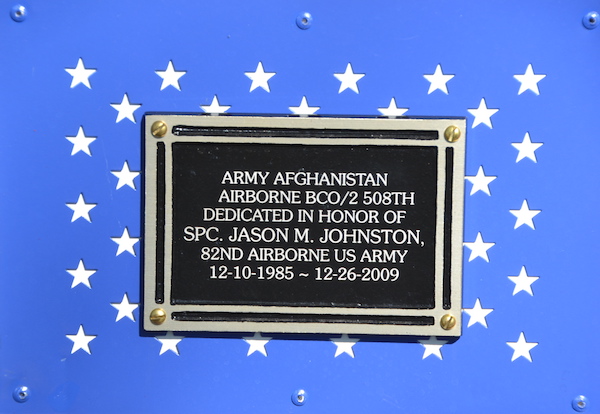 ARMY AFGHANISTAN
AIRBORNE BCO/2 508TH
DEDICATED IN HONOR OF
SPC. JASON M. JOHNSTON,
82ND AIRBORNE US ARMY
12-10-1985 ~ 12-26-2009